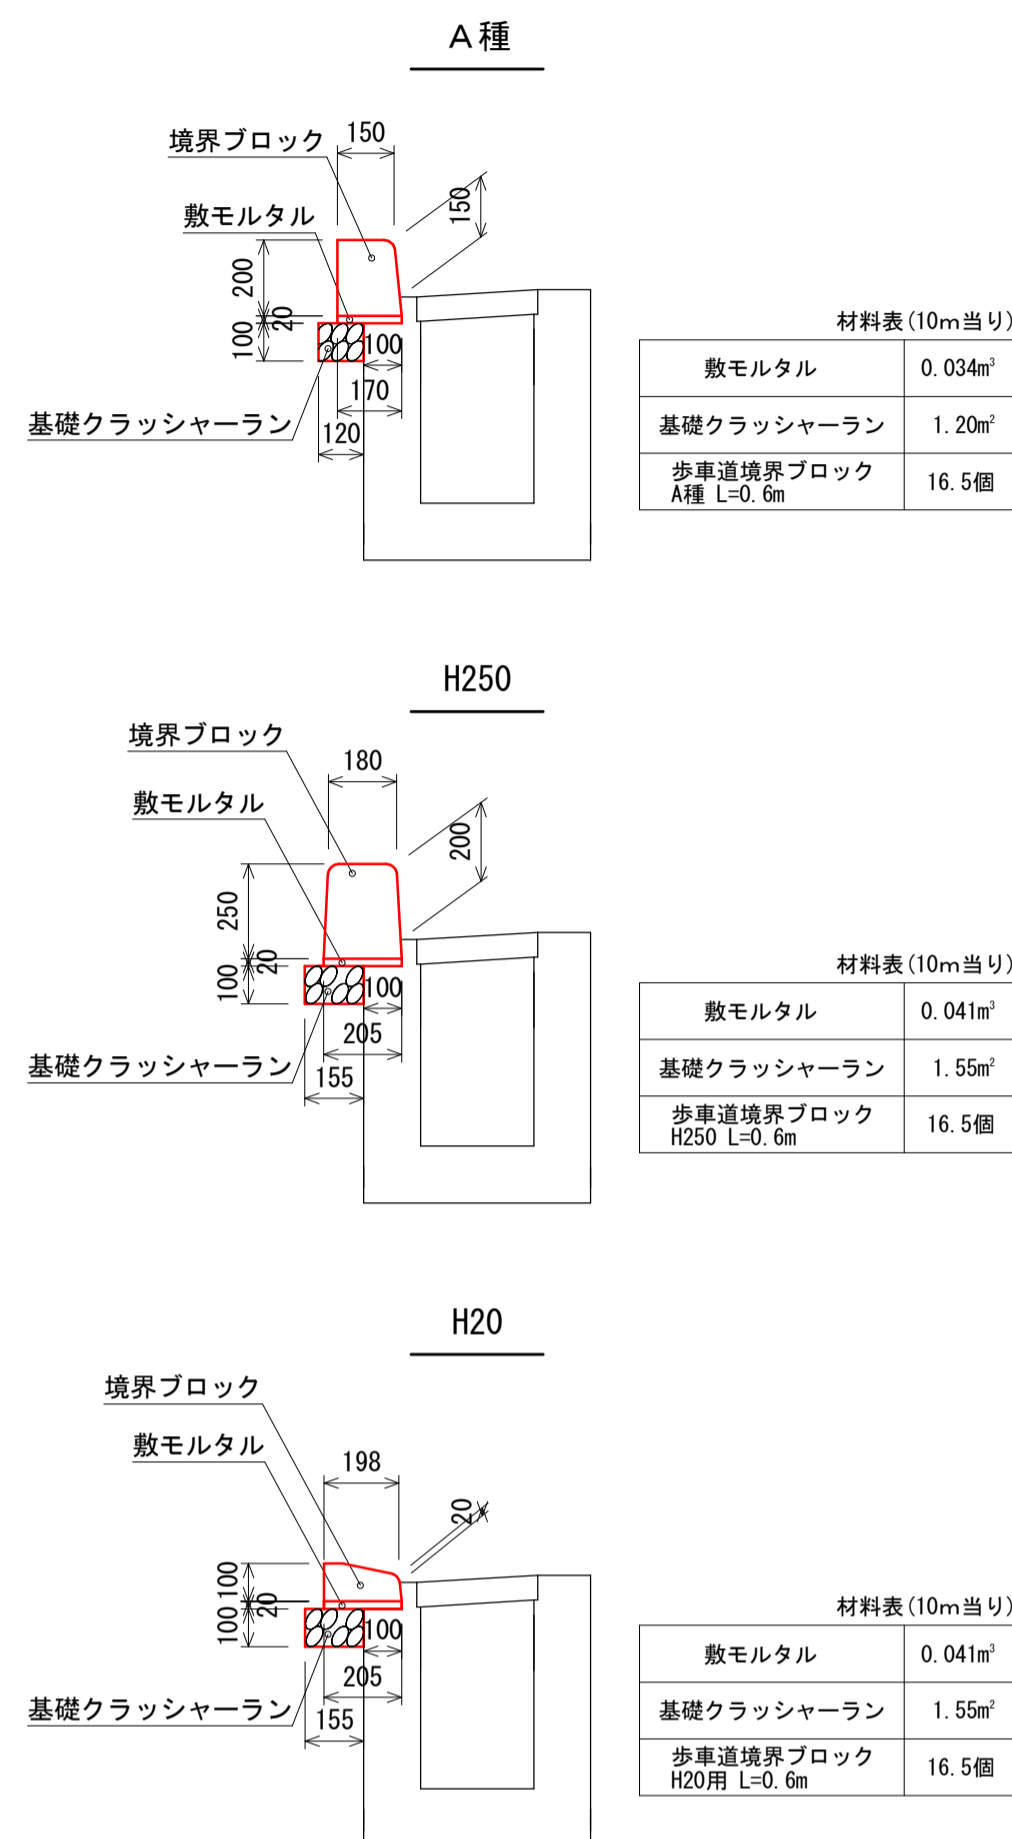 A種
境界ブロック
150
敷モルタル
150
200
20
100
100
170
基礎クラッシャーラン
120
材料表(10m当り)
敷モルタル 0.034m³
基礎クラッシャーラン 1.20m²
歩車道境界ブロック
A種 L=0.6m 16.5個
H250
境界ブロック
180
敷モルタル
200
250
20
100
100
205
基礎クラッシャーラン
155
材料表(10m当り)
敷モルタル 0.041m³
基礎クラッシャーラン 1.55m²
歩車道境界ブロック
H250 L=0.6m 16.5個
H20
境界ブロック
敷モルタル
198
20
100
20
100
100
205
基礎クラッシャーラン
155
材料表(10m当り)
敷モルタル 0.041m³
基礎クラッシャーラン 1.55m²
歩車道境界ブロック
H20用 L=0.6m 16.5個